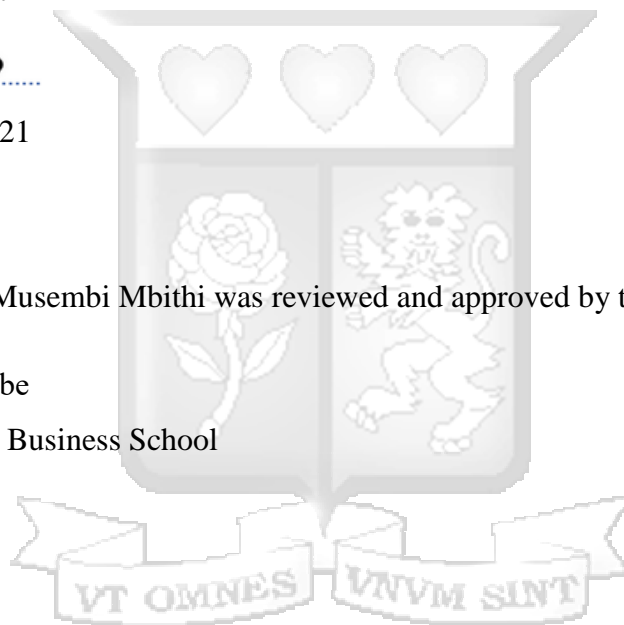 21
Musembi Mbithi was reviewed and approved by t
be
Business School
VT OMNES VNVM SINT